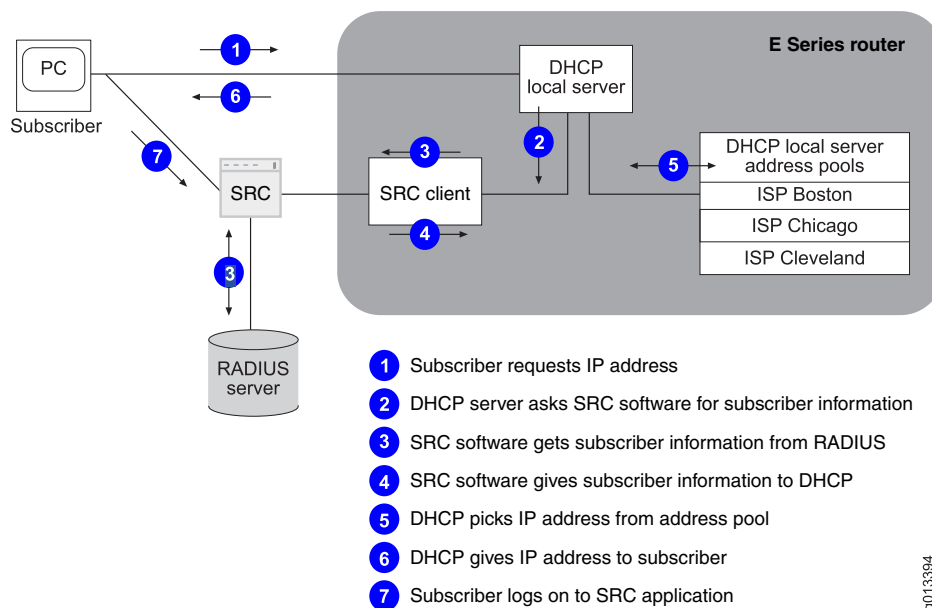 E Series router
1
PC
DHCP
local server
6
Subscriber
2
7
3
DHCP local server
address pools
5
SRC
SRC client
ISP Boston
ISP Chicago
4
ISP Cleveland
3
RADIUS
server
1 Subscriber requests IP address
2 DHCP server asks SRC software for subscriber information
3 SRC software gets subscriber information from RADIUS
4 SRC software gives subscriber information to DHCP
5 DHCP picks IP address from address pool
6 DHCP gives IP address to subscriber
7 Subscriber logs on to SRC application
g013394